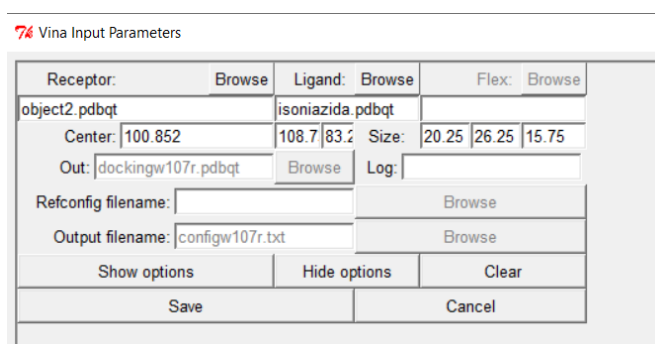 Vina Input Parameters
Receptor: Browse Ligand: Browse Flex: Browse
object2.pdbqt isoniazida.pdbqt
Center: 100.852 108.7 83.2 Size: 20.25 26.25 15.75
Out: dockingw107r.pdbqt Browse Log:
Refconfig filename: Browse
Output filename: configw107r.txt Browse
Show options Hide options Clear
Save Cancel